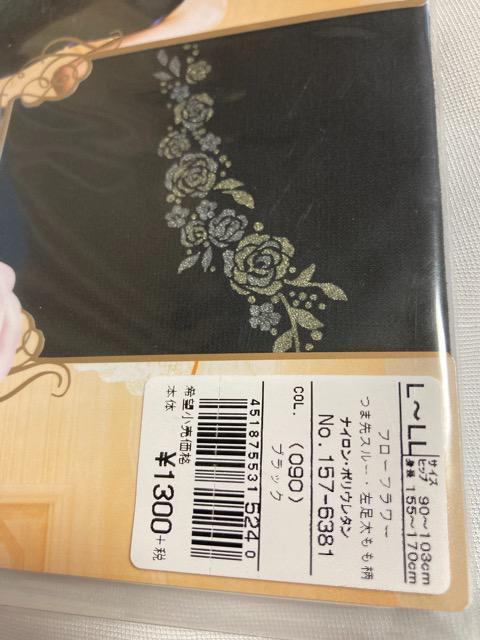 L～LL
サイズ
ヒップ 90～103cm
身長 155～170cm
フローフラワー
つま先スルー・左足太もも柄
ナイロン・ポリウレタン
No. 157-6381
COL. (090)
ブラック
4518755315240
希望小売価格
本体 ¥1300+税